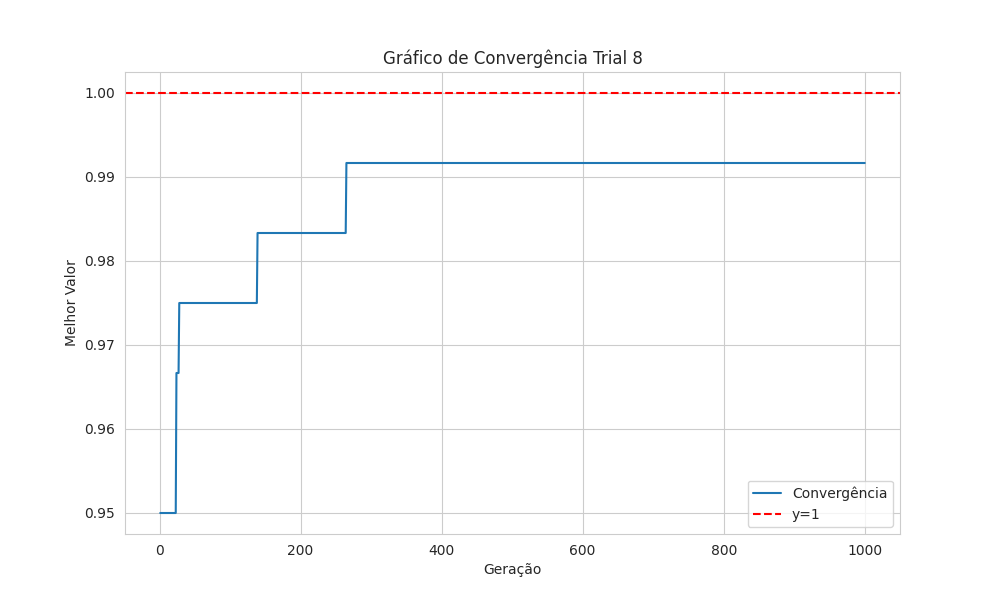 Gráfico de Convergência Trial 8
Melhor Valor
1.00
0.99
0.98
0.97
0.96
0.95
0
200
400
600
800
1000
Geração
Convergência
y=1